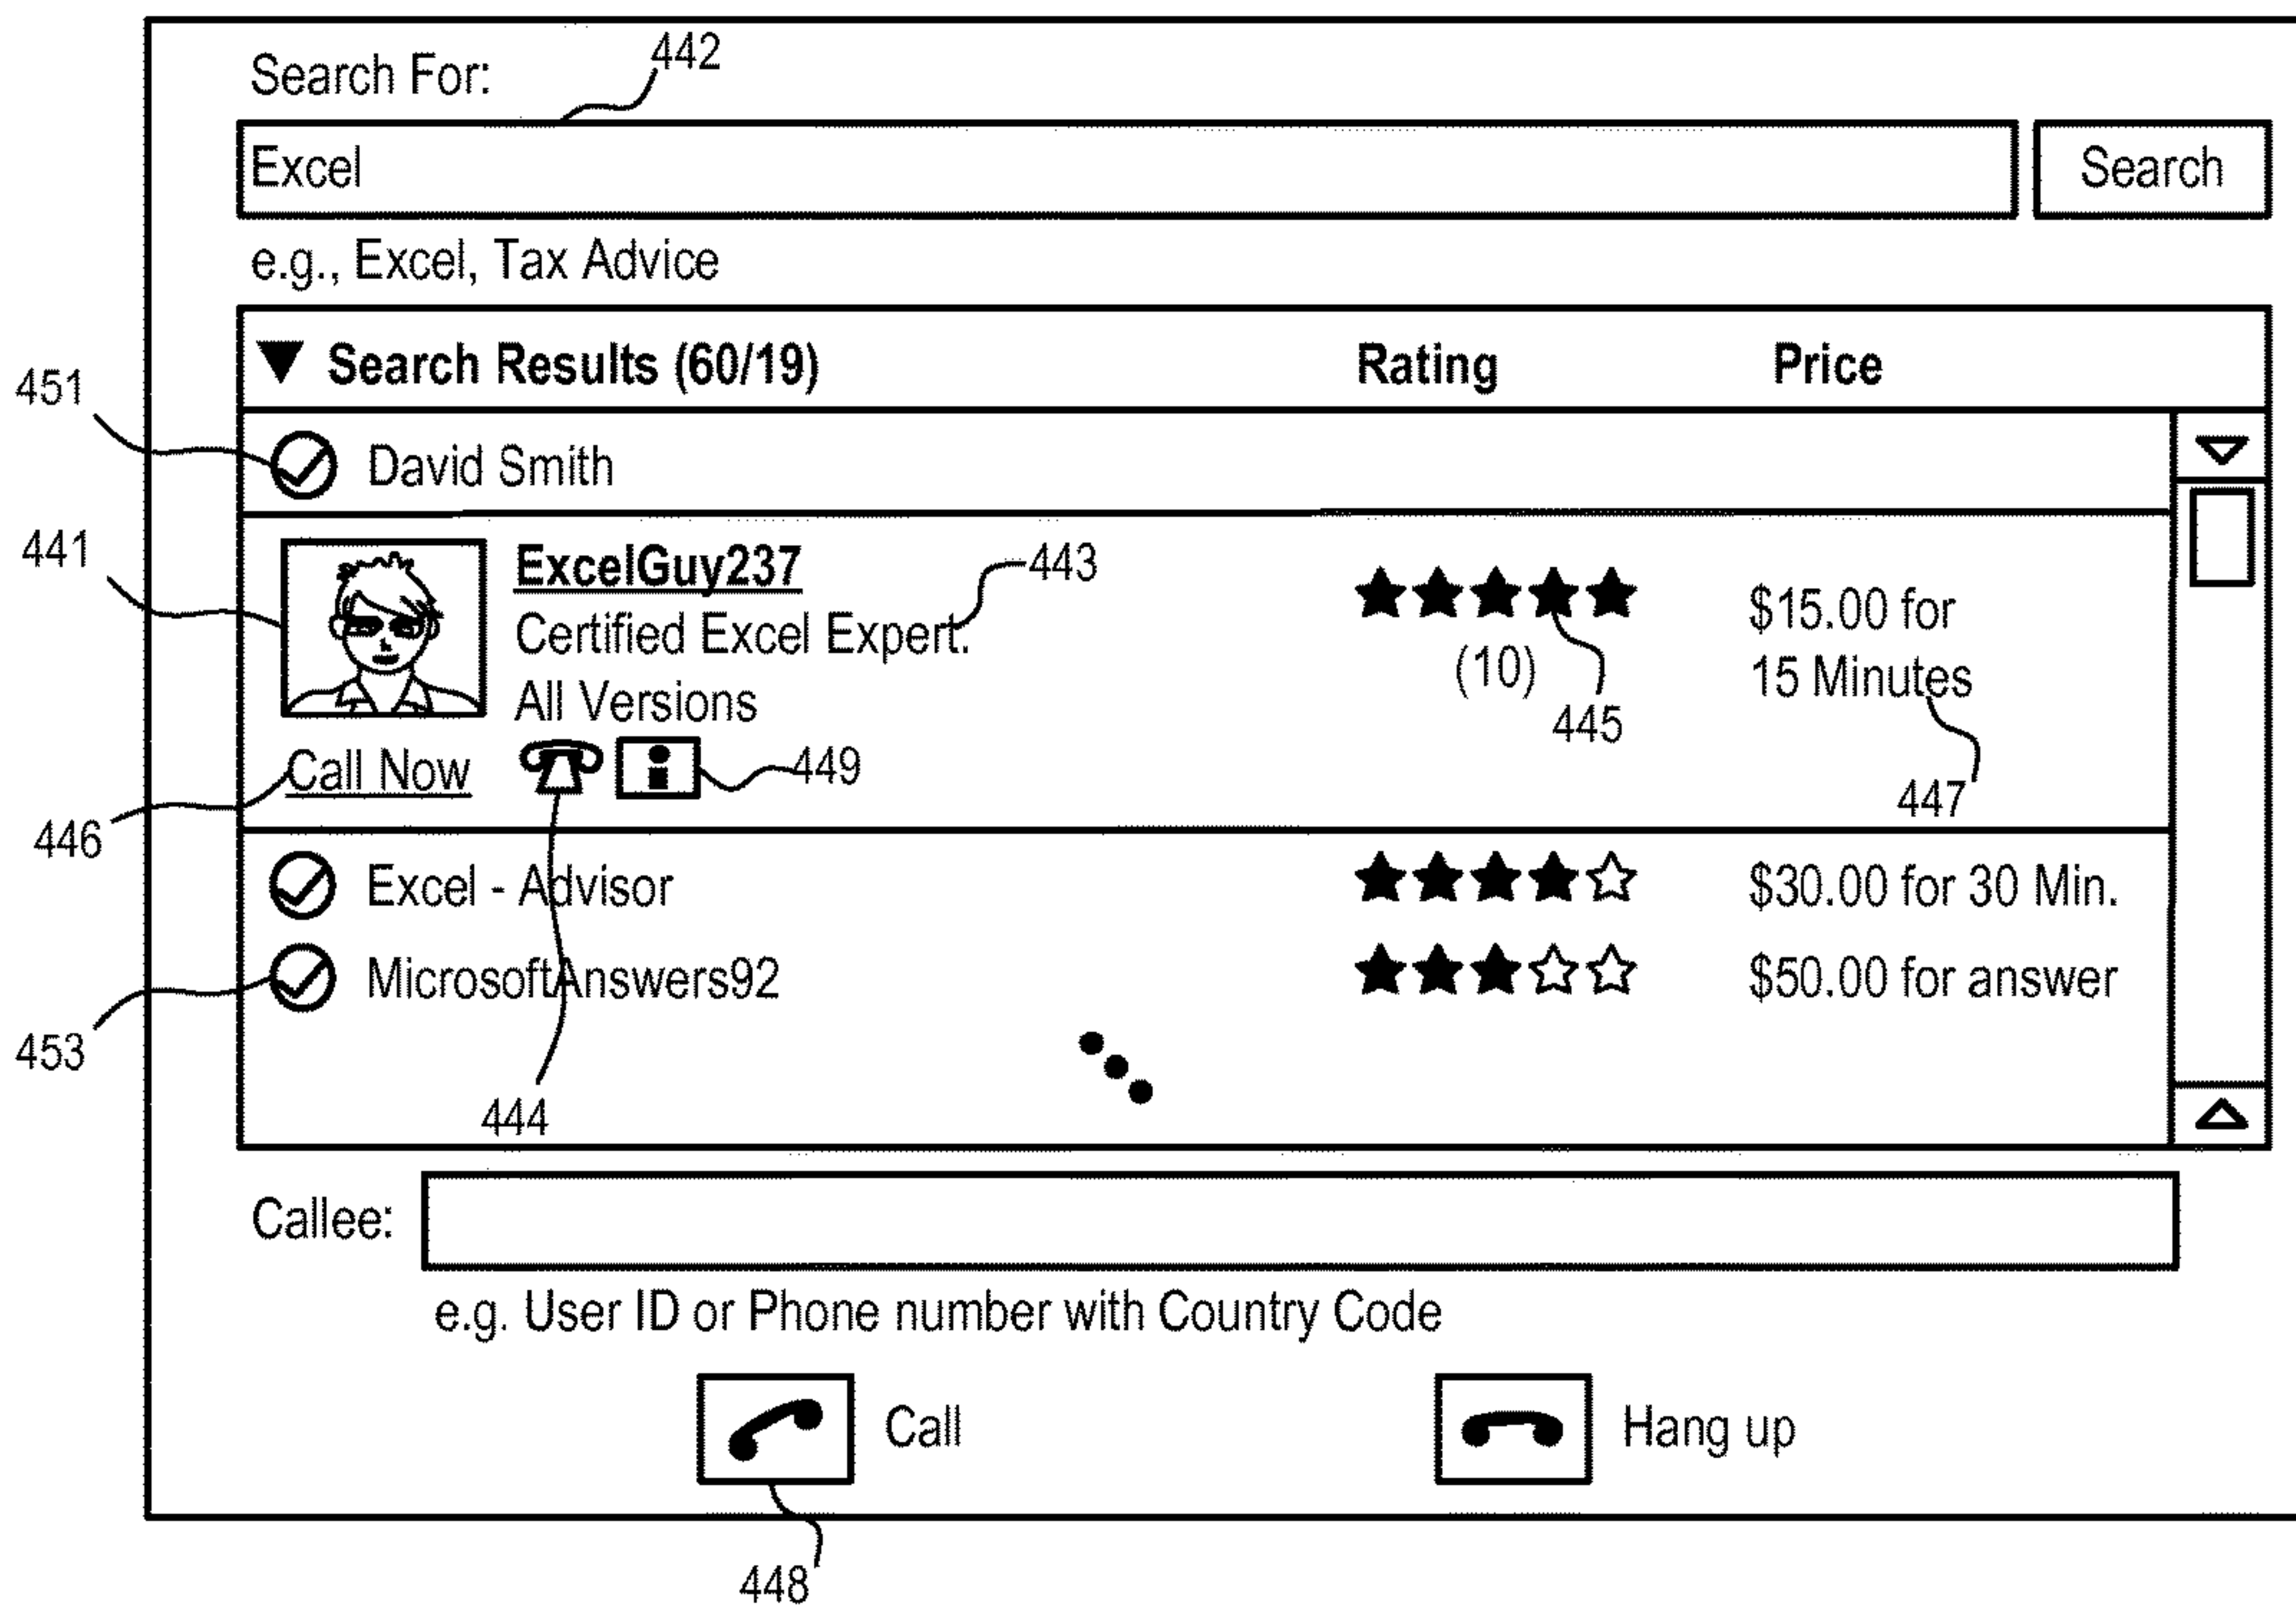 442
Search For:
Excel
Search
e.g., Excel, Tax Advice
Search Results (60/19) Rating Price
451
David Smith
441
ExcelGuy237
443
Certified Excel Expert.
All Versions
(10)
445
$15.00 for
15 Minutes
447
Call Now
i
449
446
Excel - Advisor $30.00 for 30 Min.
MicrosoftAnswers92 $50.00 for answer
453
444
Callee:
e.g. User ID or Phone number with Country Code
Call
Hang up
448